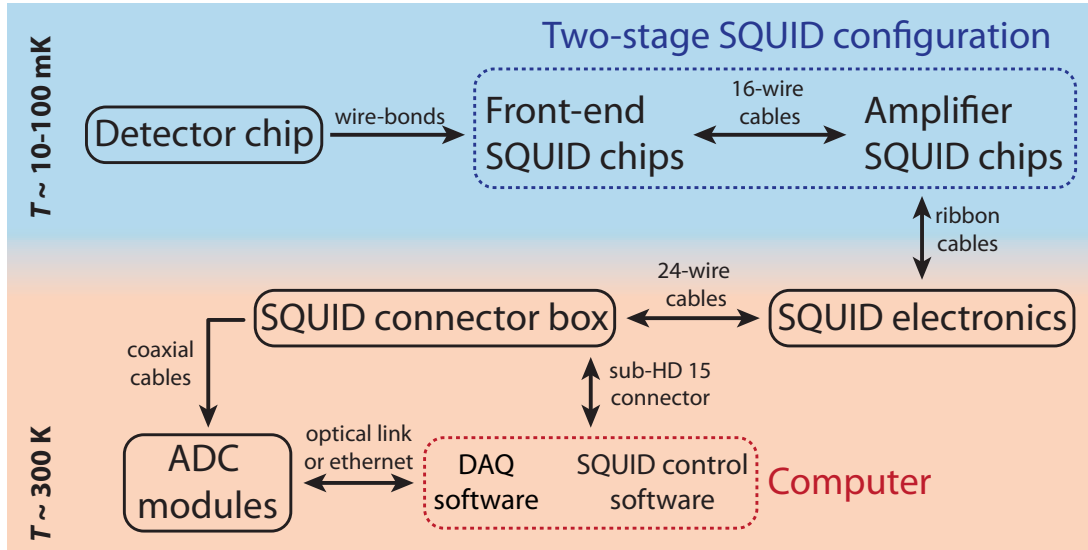 T ~ 10-100 mK
Two-stage SQUID configuration
Detector chip
wire-bonds
Front-end
SQUID chips
16-wire
cables
Amplifier
SQUID chips
ribbon
cables
T ~ 300 K
SQUID connector box
24-wire
cables
SQUID electronics
coaxial
cables
sub-HD 15
connector
ADC
modules
optical link
or ethernet
DAQ
software
SQUID control
software
Computer